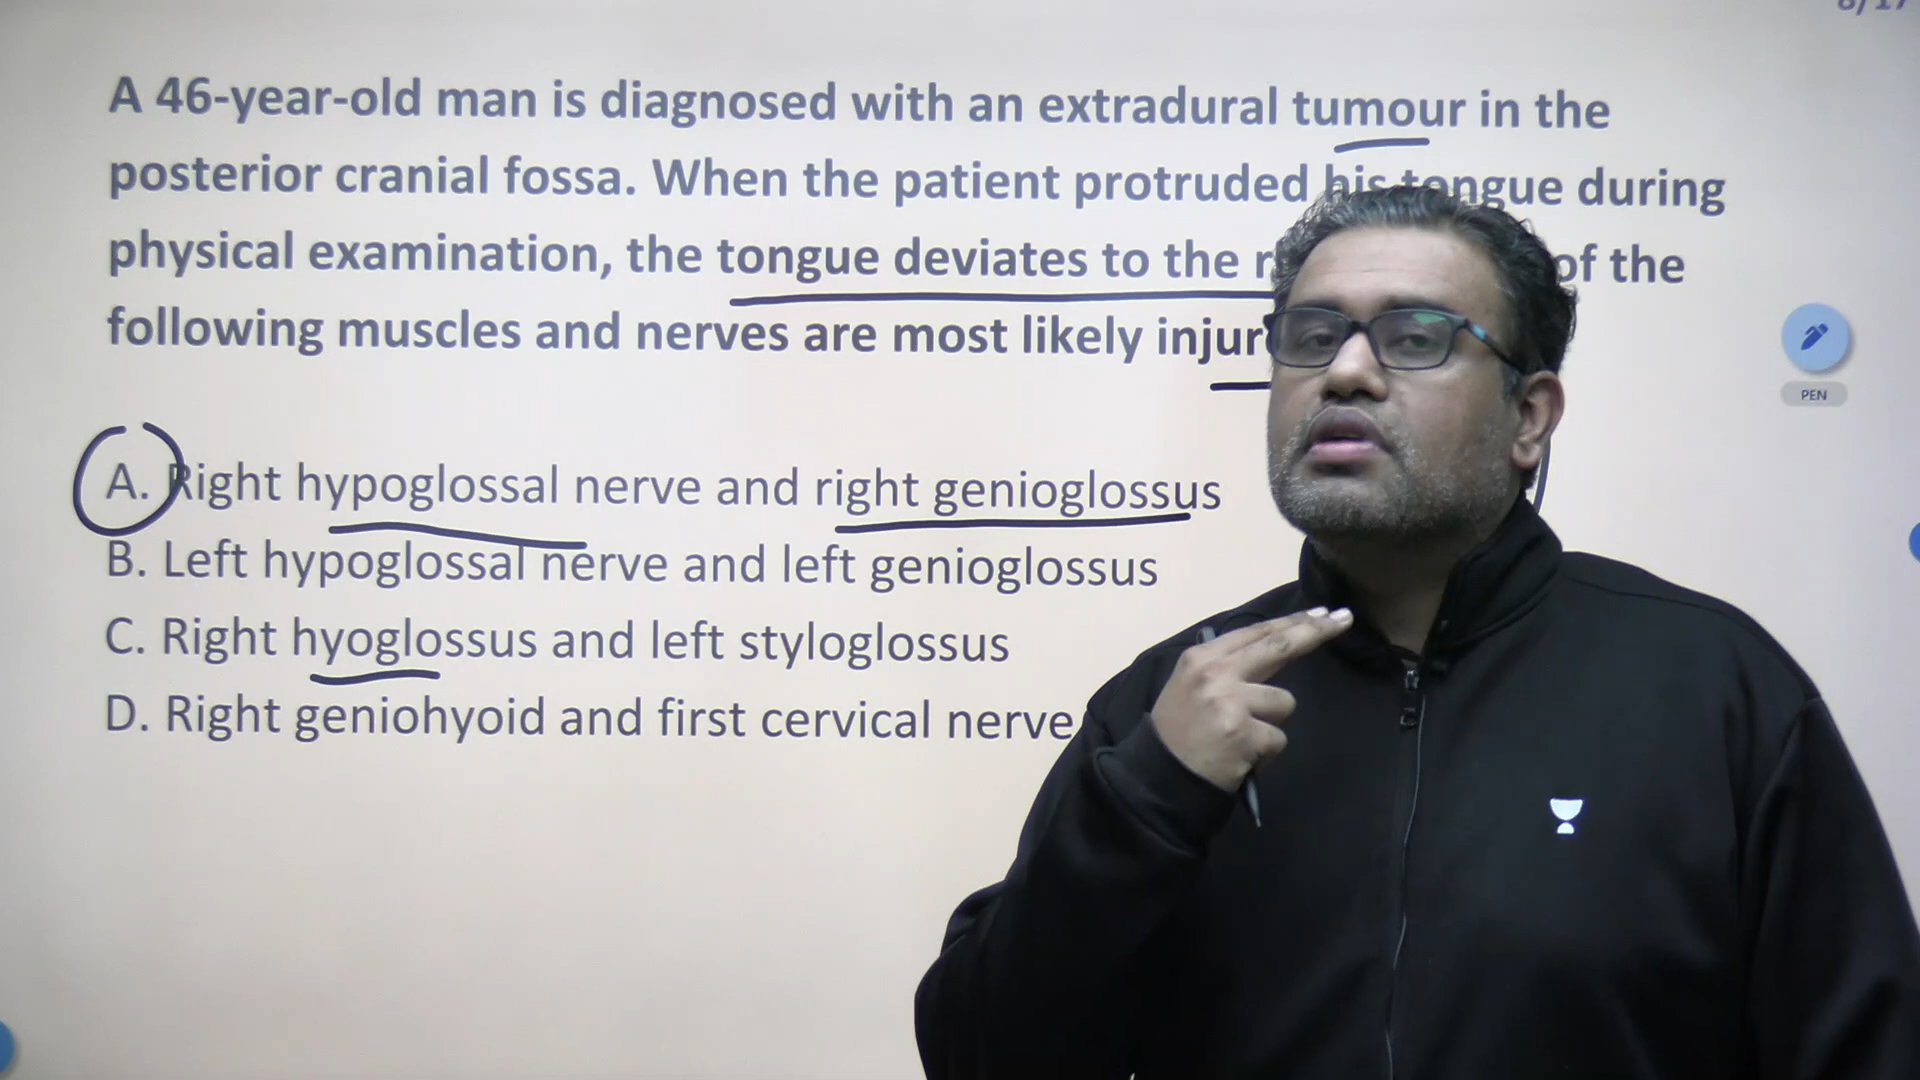 8/17
A 46-year-old man is diagnosed with an extradural tumour in the
posterior cranial fossa. When the patient protruded his tongue during
physical examination, the tongue deviates to the of the
following muscles and nerves are most likely
PEN
A. Right hypoglossal nerve and right genioglossus
B. Left hypoglossal nerve and left genioglossus
C. Right hyoglossus and left styloglossus
D. Right geniohyoid and first cervical nerve